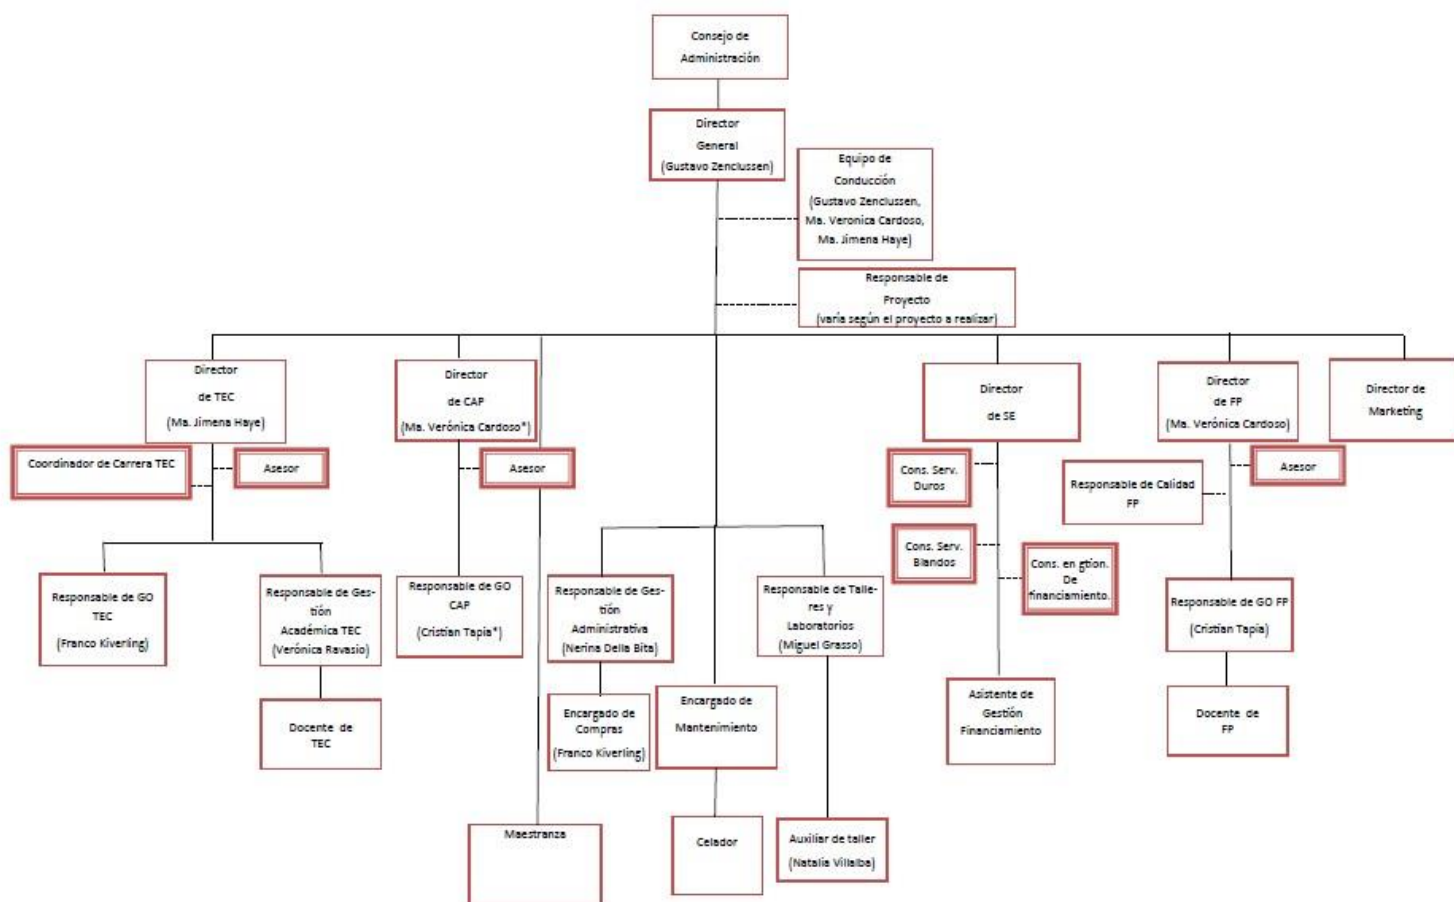 Consejo de
Administración
Director
General
(Gustavo Zenclussen)
Equipo de
Conducción
(Gustavo Zenclussen,
Ma. Veronica Cardoso,
Ma. Jimena Haye)
Responsable de
Proyecto
(varía según el proyecto a realizar)
Director
de TEC
(Ma. Jimena Haye)
Director
de CAP
(Ma. Verónica Cardoso*)
Director
de SE
Director
de FP
(Ma. Verónica Cardoso)
Director de
Marketing
Coordinador de Carrera TEC
Asesor
Asesor
Cons. Serv.
Duros
Responsable de Calidad
FP
Asesor
Cons. Serv.
Blandos
Cons. en gtion.
De
financiamiento.
Responsable de GO
TEC
(Franco Kiverling)
Responsable de Ges-
tión
Académica TEC
(Verónica Ravasio)
Responsable de GO
CAP
(Cristian Tapia*)
Responsable de Ges-
tión
Administrativa
(Nerina Della Bita)
Responsable de Talle-
res y
Laboratorios
(Miguel Grasso)
Responsable de GO FP
(Cristian Tapia)
Docente de
TEC
Encargado de
Compras
(Franco Kiverling)
Encargado de
Mantenimiento
Asistente de
Gestión
Financiamiento
Docente de
FP
Maestranza
Celador
Auxiliar de taller
(Natalia Villalba)